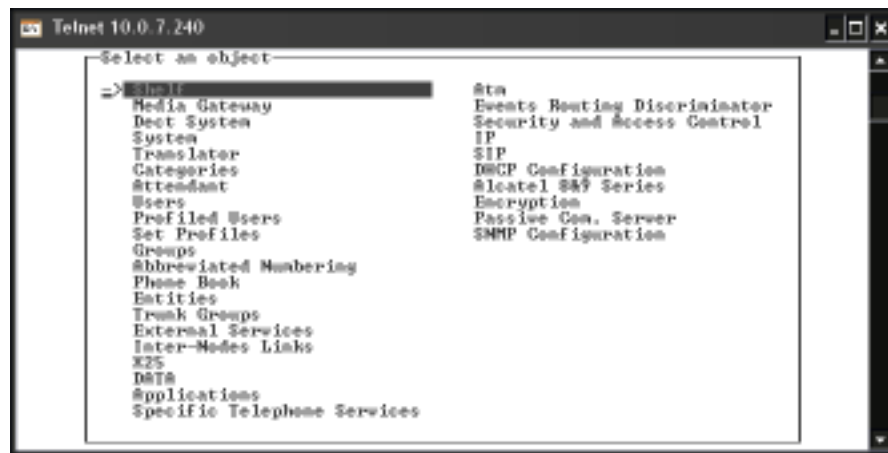 Telnet 10.0.7.240
Select an object
=> Shelf
Media Gateway
Dect System
System
Translator
Categories
Attendant
Users
Profiled Users
Set Profiles
Groups
Abbreviated Numbering
Phone Book
Entities
Trunk Groups
External Services
Inter-Nodes Links
X25
DATA
Applications
Specific Telephone Services
Atm
Events Routing Discriminator
Security and Access Control
IP
SIP
DHCP Configuration
Alcatel 8&9 Series
Encryption
Passive Com. Server
SNMP Configuration